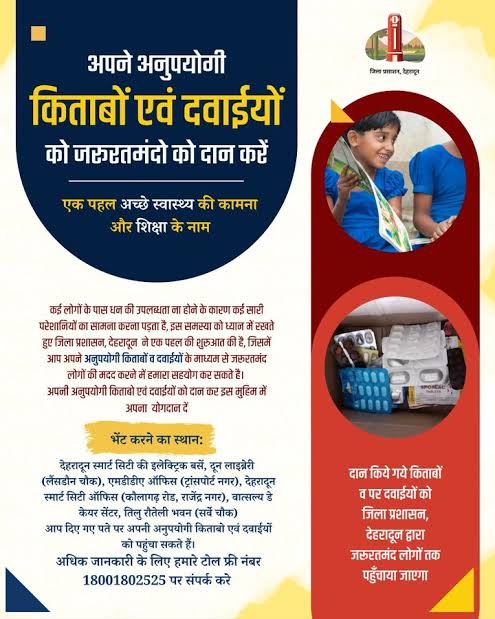 अपने अनुपयोगी
किताबों एवं दवाईयों
को जरूरतमंदो को दान करें
एक पहल अच्छे स्वास्थ्य की कामना
और शिक्षा के नाम
जिला प्रशासन, देहरादून
कई लोगों के पास धन की उपलब्धता ना होने के कारण कई सारी
परेशानियों का सामना करना पड़ता है, इस समस्या को ध्यान में रखते
हुए जिला प्रशासन, देहरादून ने एक पहल की शुरुआत की है, जिसमें
आप अपने अनुपयोगी किताबों व दवाईयों के माध्यम से जरूरतमंद
लोगों की मदद करने में हमारा सहयोग कर सकते है।
अपनी अनुपयोगी किताबो एवं दवाईयों को दान कर इस मुहिम में
अपना योगदान दें
भेंट करने का स्थान:
देहरादून स्मार्ट सिटी की इलेक्ट्रिक बसें, दून लाइब्रेरी
(लैंसडौन चौक), एमडीडीए ऑफिस (ट्रांसपोर्ट नगर), देहरादून
स्मार्ट सिटी ऑफिस (कौलागढ़ रोड, राजेंद्र नगर), वात्सल्य डे
केयर सेंटर, तिलु रौतेली भवन (सर्वे चौक)
आप दिए गए पते पर अपनी अनुपयोगी किताबो एवं दवाईयों
को पहुंचा सकते हैं।
अधिक जानकारी के लिए हमारे टोल फ्री नंबर
18001802525 पर संपर्क करे
SPORLAC
दान किये गये किताबों
व पर दवाईयों को
जिला प्रशासन,
देहरादून द्वारा
जरूरतमंद लोगों तक
पहुँचाया जाएगा